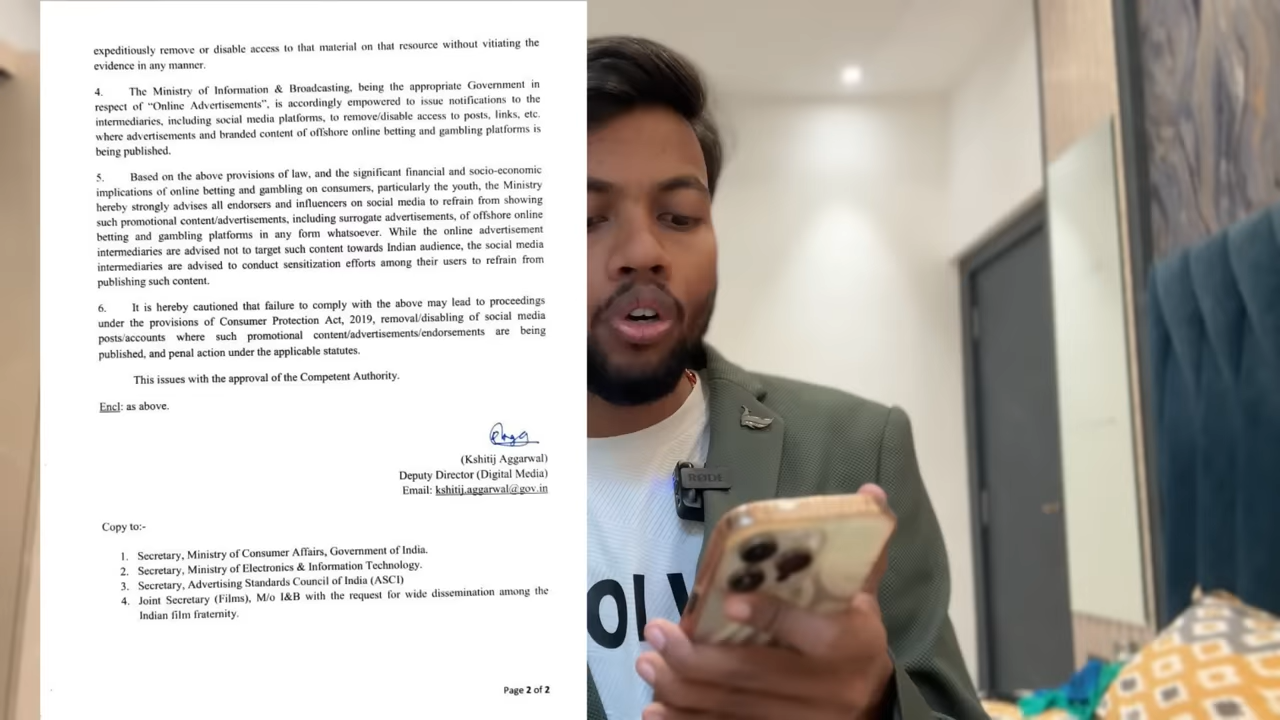 expeditiously remove or disable access to that material on that resource without vitiating the
evidence in any manner.
4. The Ministry of Information & Broadcasting, being the appropriate Government in
respect of “Online Advertisements”, is accordingly empowered to issue notifications to the
intermediaries, including social media platforms, to remove/disable access to posts, links, etc.
where advertisements and branded content of offshore online betting and gambling platforms is
being published.
5. Based on the above provisions of law, and the significant financial and socio-economic
implications of online betting and gambling on consumers, particularly the youth, the Ministry
hereby strongly advises all endorsers and influencers on social media to refrain from showing
such promotional content/advertisements, including surrogate advertisements, of offshore online
betting and gambling platforms in any form whatsoever. While the online advertisement
intermediaries are advised not to target such content towards Indian audience, the social media
intermediaries are advised to conduct sensitization efforts among their users to refrain from
publishing such content.
6. It is hereby cautioned that failure to comply with the above may lead to proceedings
under the provisions of Consumer Protection Act, 2019, removal/disabling of social media
posts/accounts where such promotional content/advertisements/endorsements are being
published, and penal action under the applicable statutes.
This issues with the approval of the Competent Authority.
Encl: as above.
(Kshitij Aggarwal)
Deputy Director (Digital Media)
Email: kshitij.aggarwal@gov.in
Copy to:-
1. Secretary, Ministry of Consumer Affairs, Government of India.
2. Secretary, Ministry of Electronics & Information Technology.
3. Secretary, Advertising Standards Council of India (ASCI)
4. Joint Secretary (Films), M/o I&B with the request for wide dissemination among the
Indian film fraternity.
Page 2 of 2
RØDE